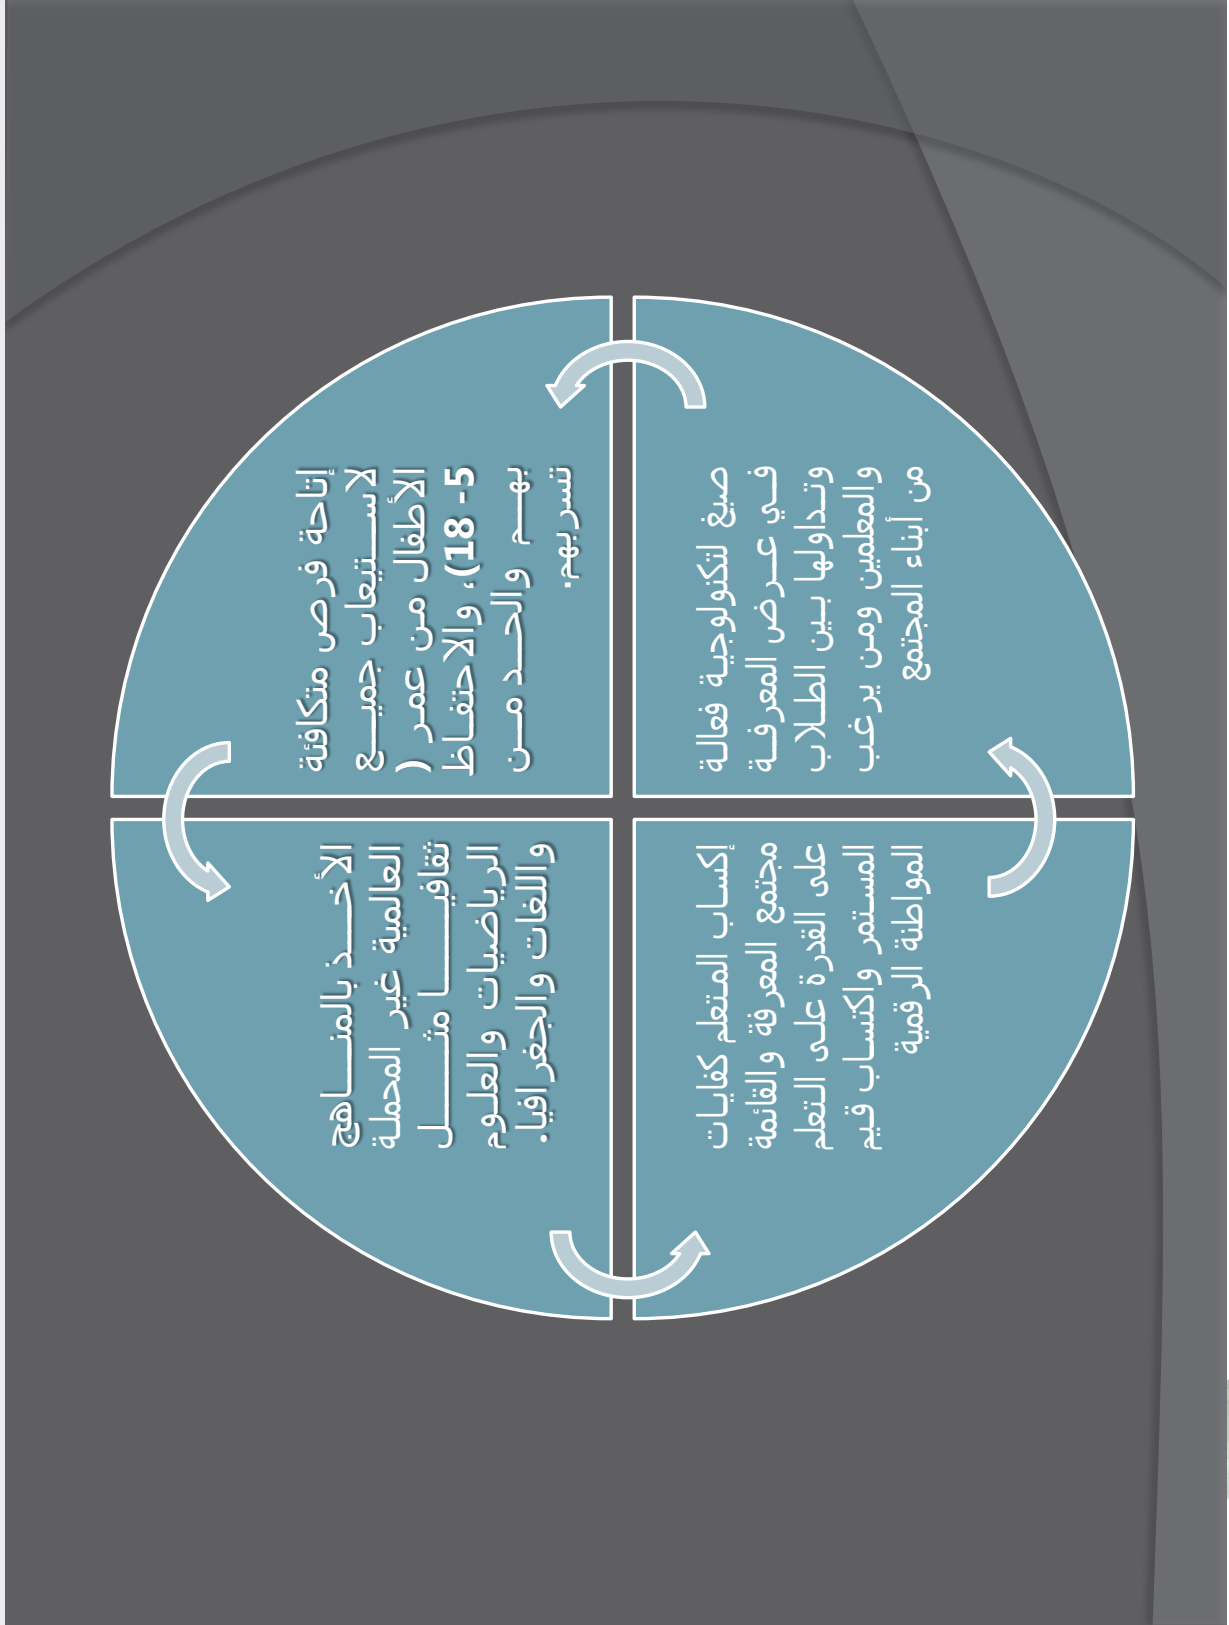 إتاحة فرص متكافئة
لاستيعاب جميع
الأطفال من عمر (
5- 18)، والاحتفاظ
بهم والحد من
تسربهم.
الأخذ بالمناهج
العالمية غير المحملة
ثقافيا مثل
الرياضيات والعلوم
واللغات والجغرافيا.
إكساب المتعلم كفايات
مجتمع المعرفة والقائمة
على القدرة على التعلم
المستمر واكتساب قيم
المواطنة الرقمية
صيغ لتكنولوجية فعالة
في عرض المعرفة
وتداولها بين الطلاب
والمعلمين ومن يرغب
من أبناء المجتمع